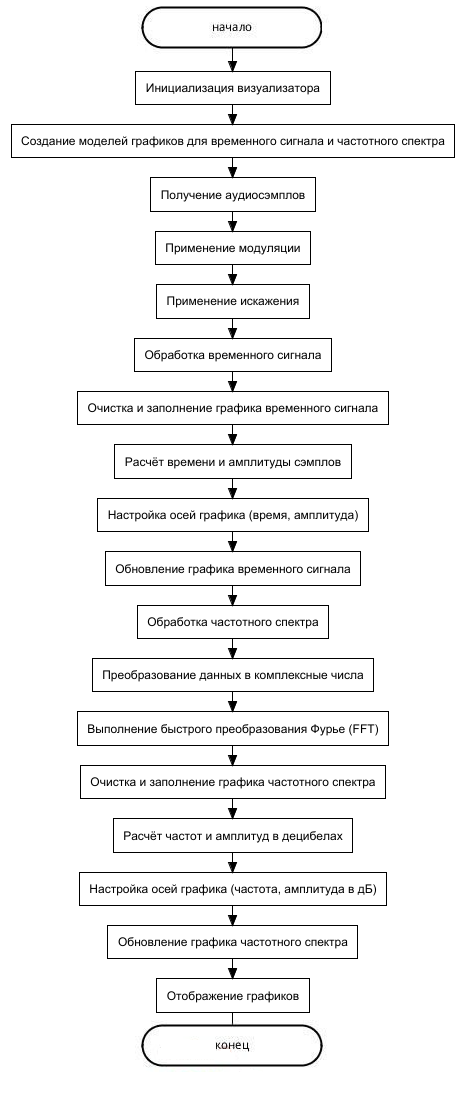 начало
Инициализация визуализатора
Создание моделей графиков для временного сигнала и частотного спектра
Получение аудиосэмплов
Применение модуляции
Применение искажения
Обработка временного сигнала
Очистка и заполнение графика временного сигнала
Расчёт времени и амплитуды сэмплов
Настройка осей графика (время, амплитуда)
Обновление графика временного сигнала
Обработка частотного спектра
Преобразование данных в комплексные числа
Выполнение быстрого преобразования Фурье (FFT)
Очистка и заполнение графика частотного спектра
Расчёт частот и амплитуд в децибелах
Настройка осей графика (частота, амплитуда в дБ)
Обновление графика частотного спектра
Отображение графиков
конец